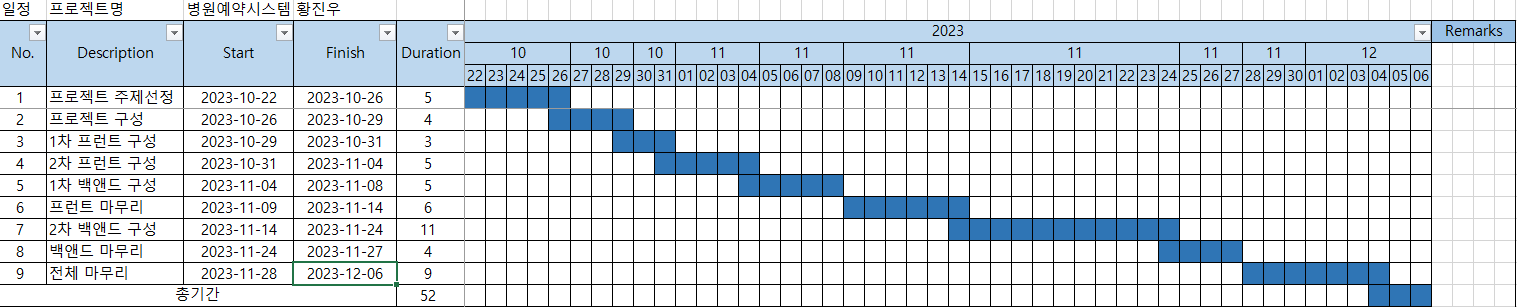 일정 프로젝트명 병원예약시스템 황진우
2023 Remarks
No. Description Start Finish Duration
10 10 10 11 11 11 11 11 11 12
22 23 24 25 26 27 28 29 30 31 01 02 03 04 05 06 07 08 09 10 11 12 13 14 15 16 17 18 19 20 21 22 23 24 25 26 27 28 29 30 01 02 03 04 05 06
1 프로젝트 주제선정 2023-10-22 2023-10-26 5
2 프로젝트 구성 2023-10-26 2023-10-29 4
3 1차 프런트 구성 2023-10-29 2023-10-31 3
4 2차 프런트 구성 2023-10-31 2023-11-04 5
5 1차 백앤드 구성 2023-11-04 2023-11-08 5
6 프런트 마무리 2023-11-09 2023-11-14 6
7 2차 백앤드 구성 2023-11-14 2023-11-24 11
8 백앤드 마무리 2023-11-24 2023-11-27 4
9 전체 마무리 2023-11-28 2023-12-06 9
총기간 52